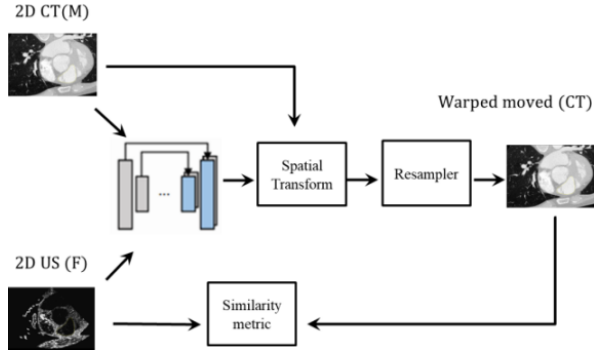 2D CT(M)
Warped moved (CT)
Spatial
Transform
Resampler
...
2D US (F)
Similarity
metric